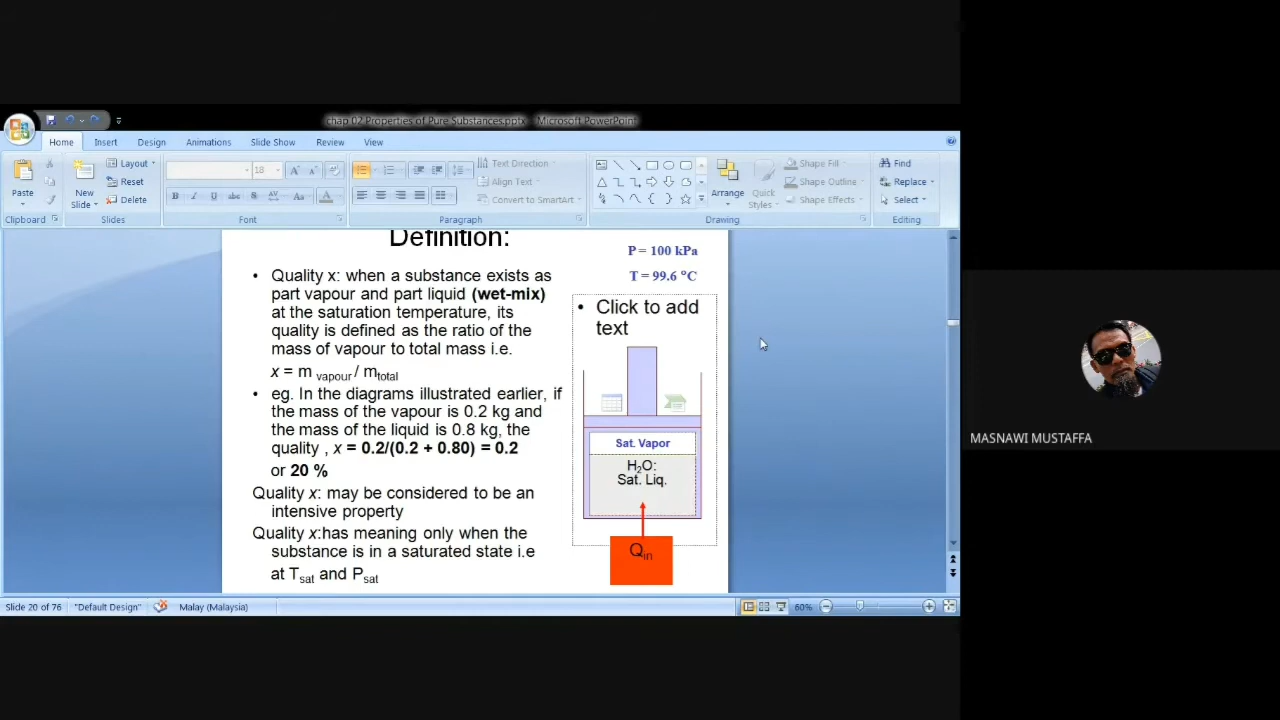 chap 02 Properties of Pure Substances.pptx - Microsoft PowerPoint
Home Insert Design Animations Slide Show Review View
Paste
Clipboard
New Slide
Layout
Reset
Delete
Slides
18
Font
Text Direction
Align Text
Convert to SmartArt
Paragraph
Arrange
Quick Styles
Shape Fill
Shape Outline
Shape Effects
Drawing
Find
Replace
Select
Editing
Definition:
• Quality x: when a substance exists as
part vapour and part liquid (wet-mix)
at the saturation temperature, its
quality is defined as the ratio of the
mass of vapour to total mass i.e.
x = m vapour / mtotal
• eg. In the diagrams illustrated earlier, if
the mass of the vapour is 0.2 kg and
the mass of the liquid is 0.8 kg, the
quality , x = 0.2/(0.2 + 0.80) = 0.2
or 20 %
Quality x: may be considered to be an
intensive property
Quality x:has meaning only when the
substance is in a saturated state i.e
at Tsat and Psat
P = 100 kPa
T = 99.6 °C
• Click to add
text
Sat. Vapor
H2O:
Sat. Liq.
Qin
Slide 20 of 76 "Default Design" Malay (Malaysia) 60%
MASNAWI MUSTAFFA